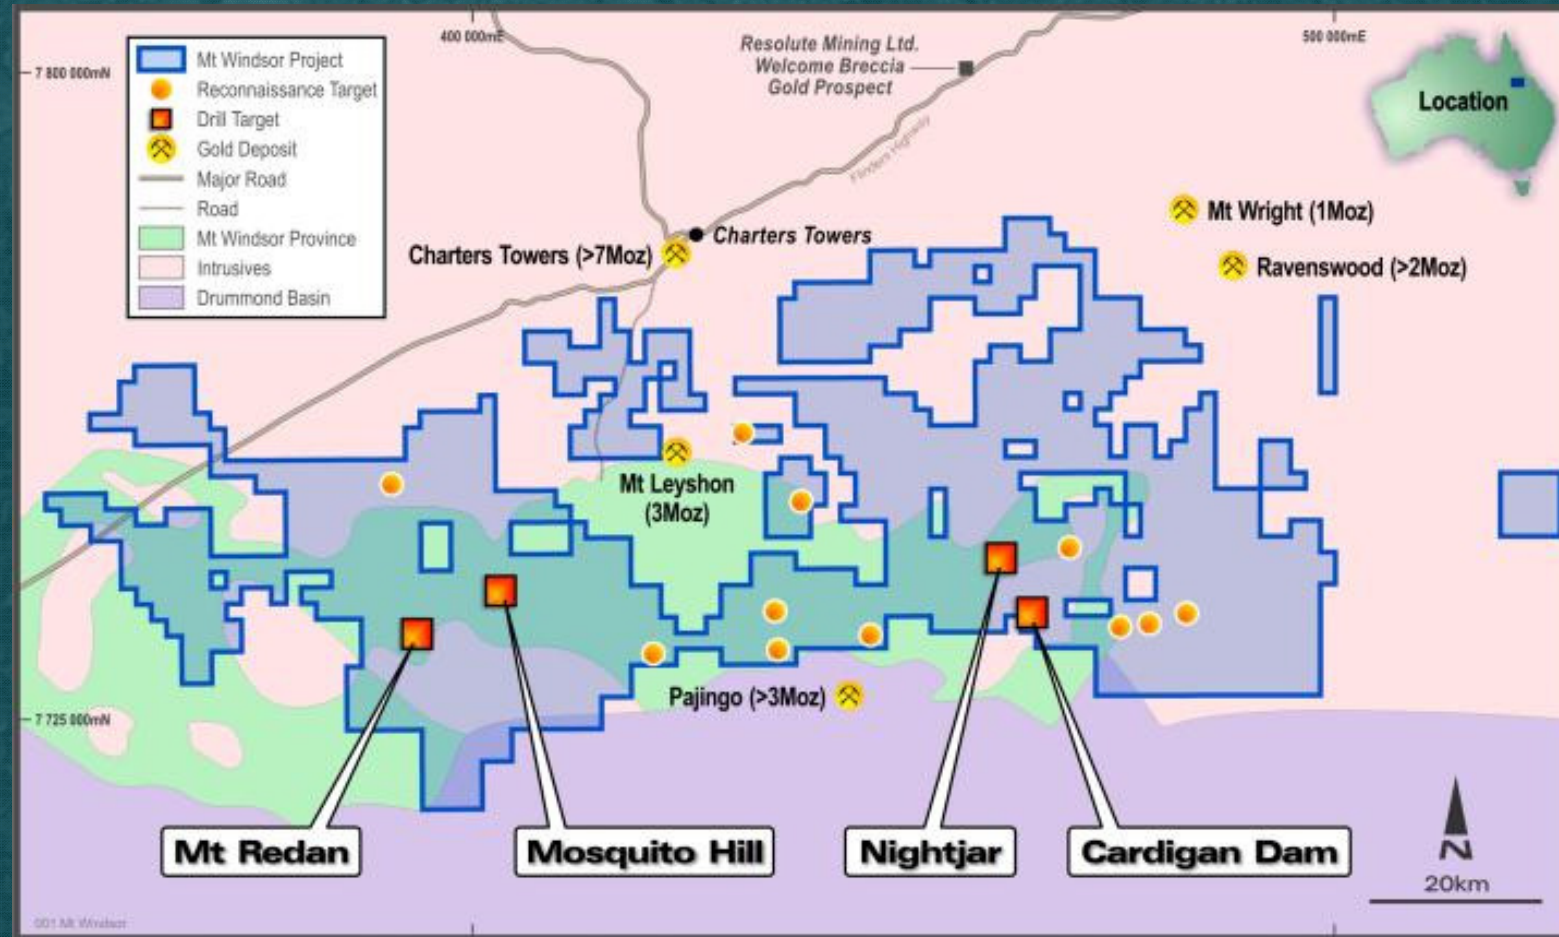 400 000mE
500 000mE
7 800 000mN
Mt Windsor Project
Reconnaissance Target
Drill Target
Gold Deposit
Major Road
Road
Mt Windsor Province
Intrusives
Drummond Basin
Resolute Mining Ltd.
Welcome Breccia
Gold Prospect
Flinders Highway
Location
Mt Wright (1Moz)
Charters Towers
Charters Towers (>7Moz)
Ravenswood (>2Moz)
Mt Leyshon
(3Moz)
Pajingo (>3Moz)
7 725 000mN
Mt Redan
Mosquito Hill
Nightjar
Cardigan Dam
N
20km
001 Mt Windsor